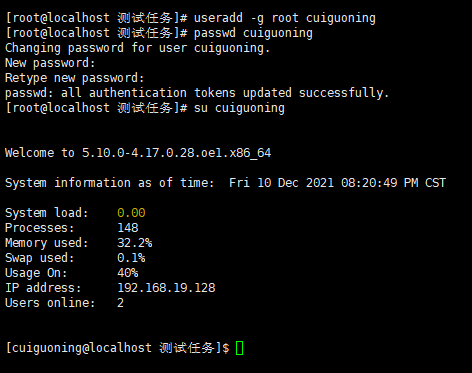 [root@localhost 测试任务]# useradd -g root cuiguoning
[root@localhost 测试任务]# passwd cuiguoning
Changing password for user cuiguoning.
New password:
Retype new password:
passwd: all authentication tokens updated successfully.
[root@localhost 测试任务]# su cuiguoning
Welcome to 5.10.0-4.17.0.28.oe1.x86_64
System information as of time:  Fri 10 Dec 2021 08:20:49 PM CST
System load:    0.00
Processes:      148
Memory used:    32.2%
Swap used:      0.1%
Usage On:       40%
IP address:     192.168.19.128
Users online:   2
[cuiguoning@localhost 测试任务]$